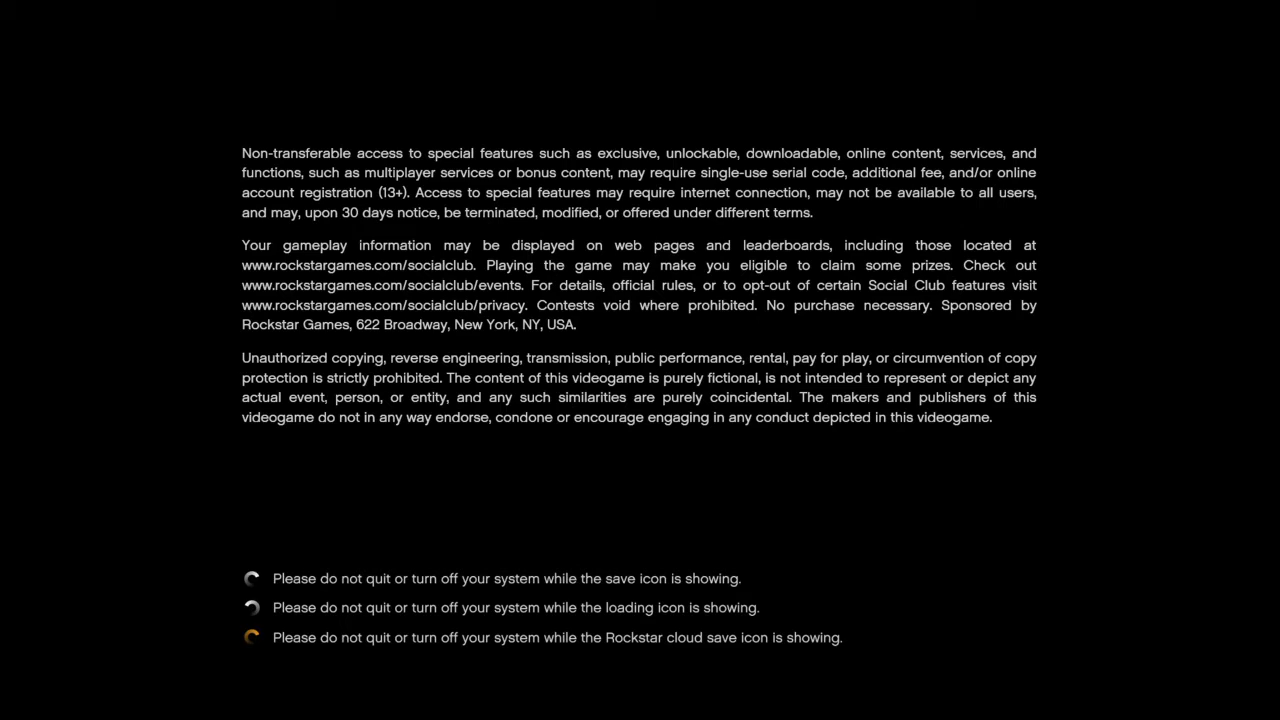 Non-transferable access to special features such as exclusive, unlockable, downloadable, online content, services, and
functions, such as multiplayer services or bonus content, may require single-use serial code, additional fee, and/or online
account registration (13+). Access to special features may require internet connection, may not be available to all users,
and may, upon 30 days notice, be terminated, modified, or offered under different terms.
Your gameplay information may be displayed on web pages and leaderboards, including those located at
www.rockstargames.com/socialclub. Playing the game may make you eligible to claim some prizes. Check out
www.rockstargames.com/socialclub/events. For details, official rules, or to opt-out of certain Social Club features visit
www.rockstargames.com/socialclub/privacy. Contests void where prohibited. No purchase necessary. Sponsored by
Rockstar Games, 622 Broadway, New York, NY, USA.
Unauthorized copying, reverse engineering, transmission, public performance, rental, pay for play, or circumvention of copy
protection is strictly prohibited. The content of this videogame is purely fictional, is not intended to represent or depict any
actual event, person, or entity, and any such similarities are purely coincidental. The makers and publishers of this
videogame do not in any way endorse, condone or encourage engaging in any conduct depicted in this videogame.
Please do not quit or turn off your system while the save icon is showing.
Please do not quit or turn off your system while the loading icon is showing.
Please do not quit or turn off your system while the Rockstar cloud save icon is showing.